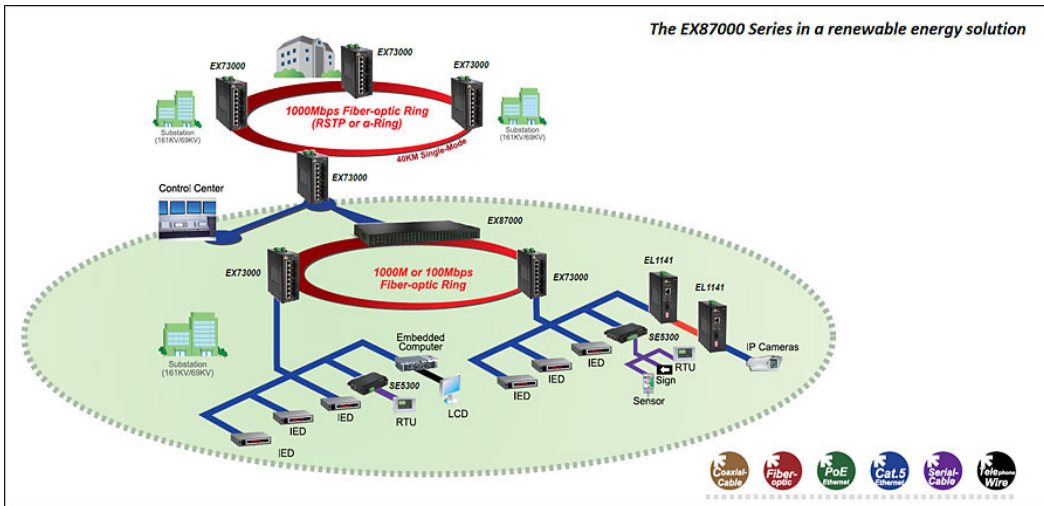 The EX87000 Series in a renewable energy solution
EX73000
EX73000
EX73000
1000Mbps Fiber-optic Ring
(RSTP or α-Ring)
Substation
(161KV/69KV)
Substation
(161KV/69KV)
40KM Single-Mode
EX73000
Control Center
EX87000
EX73000
1000M or 100Mbps
Fiber-optic Ring
EX73000
EL1141
EL1141
Substation
(161KV/69KV)
Embedded
Computer
SE5300
IED
IED
IED
RTU
LCD
SE5300
IED
IED
RTU
Sign
Sensor
IP Cameras
Coaxial-
Cable
Fiber-
optic
PoE
Ethernet
Cat.5
Ethernet
Serial-
Cable
Telephone
Wire